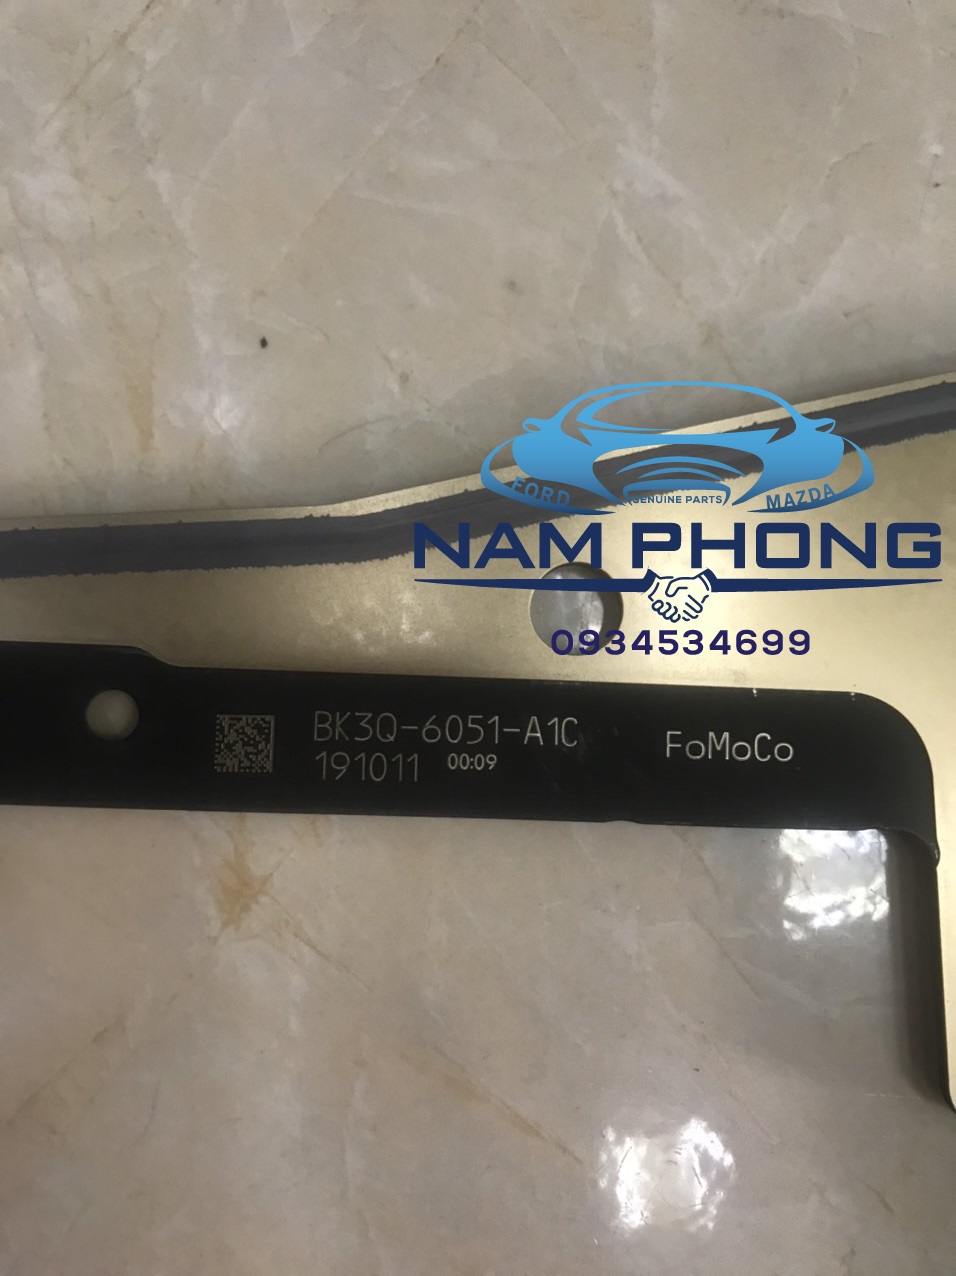 FORD
GENUINE PARTS
MAZDA
NAM PHONG
0934534699
BK3Q-6051-A1C
191011 00:09
FoMoCo